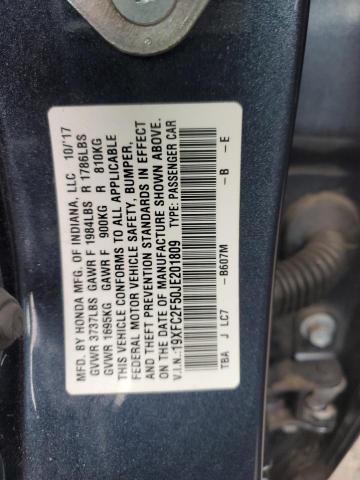 MFD. BY HONDA MFG. OF INDIANA, LLC 10/17
GVWR 3737LBS GAWR F 1984LBS R 1786LBS
GVWR 1695KG GAWR F 900KG R 810KG
THIS VEHICLE CONFORMS TO ALL APPLICABLE
FEDERAL MOTOR VEHICLE SAFETY, BUMPER,
AND THEFT PREVENTION STANDARDS IN EFFECT
ON THE DATE OF MANUFACTURE SHOWN ABOVE.
V.I.N.: 19XFC2F50JE201809 TYPE: PASSENGER CAR
TBA J LC7 - B607M - B - E